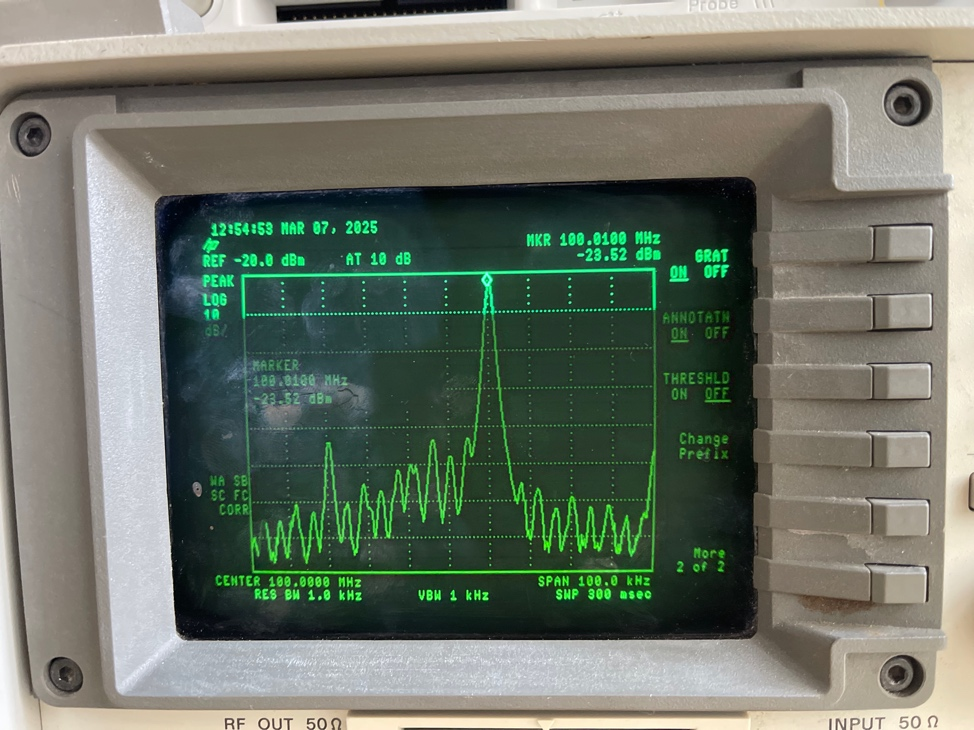 Probe
12:54:53 MAR 07, 2025
REF -20.0 dBm AT 10 dB
MKR 100.0100 MHz
-23.52 dBm
PEAK
LOG
10
dB/
MARKER
100.0100 MHz
-23.52 dBm
WA SB
SC FC
CORR
CENTER 100.0000 MHz
RES BW 1.0 kHz
VBW 1 kHz
SPAN 100.0 kHz
SWP 300 msec
GRAT
ON OFF
ANNOTATN
ON OFF
THRESHLD
ON OFF
Change
Prefix
More
2 of 2
RF OUT 50Ω
INPUT 50Ω